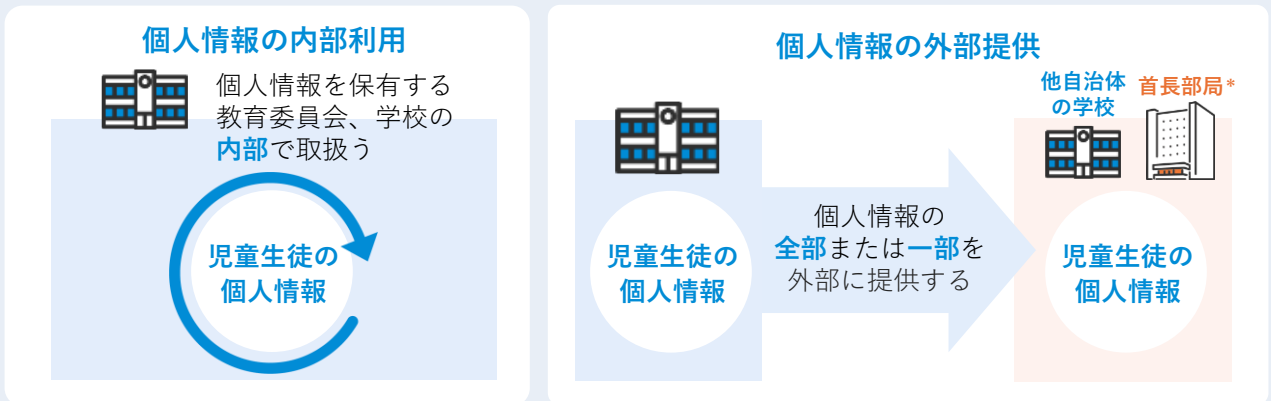 個人情報の内部利用
個人情報を保有する
教育委員会、学校の
内部で取扱う
児童生徒の
個人情報
個人情報の外部提供
児童生徒の
個人情報
個人情報の
全部または一部を
外部に提供する
他自治体
の学校
首長部局*
児童生徒の
個人情報